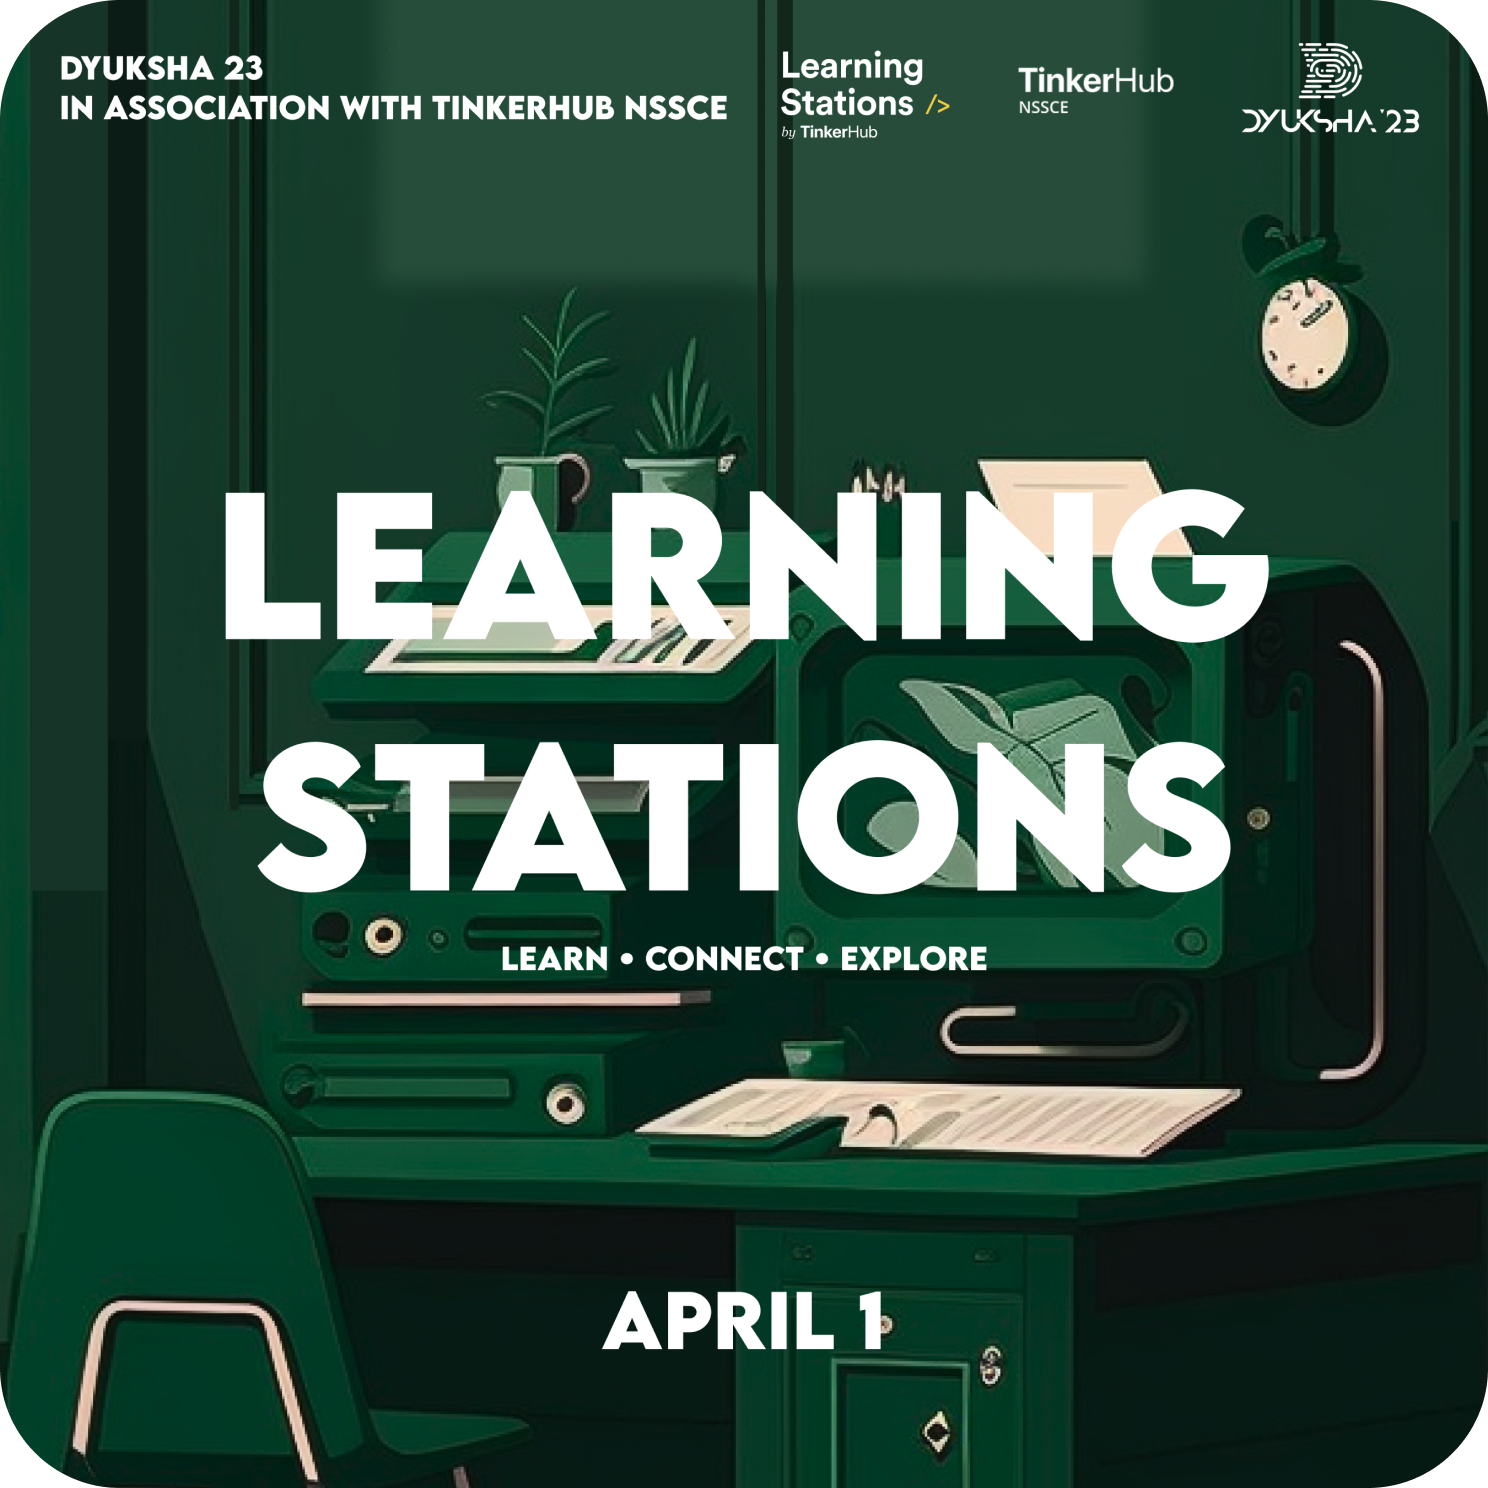 DYUKSHA 23
IN ASSOCIATION WITH TINKERHUB NSSCE
Learning
Stations />
by TinkerHub
TinkerHub
NSSCE
DYUKSHA '23
LEARNING
STATIONS
LEARN • CONNECT • EXPLORE
APRIL 1